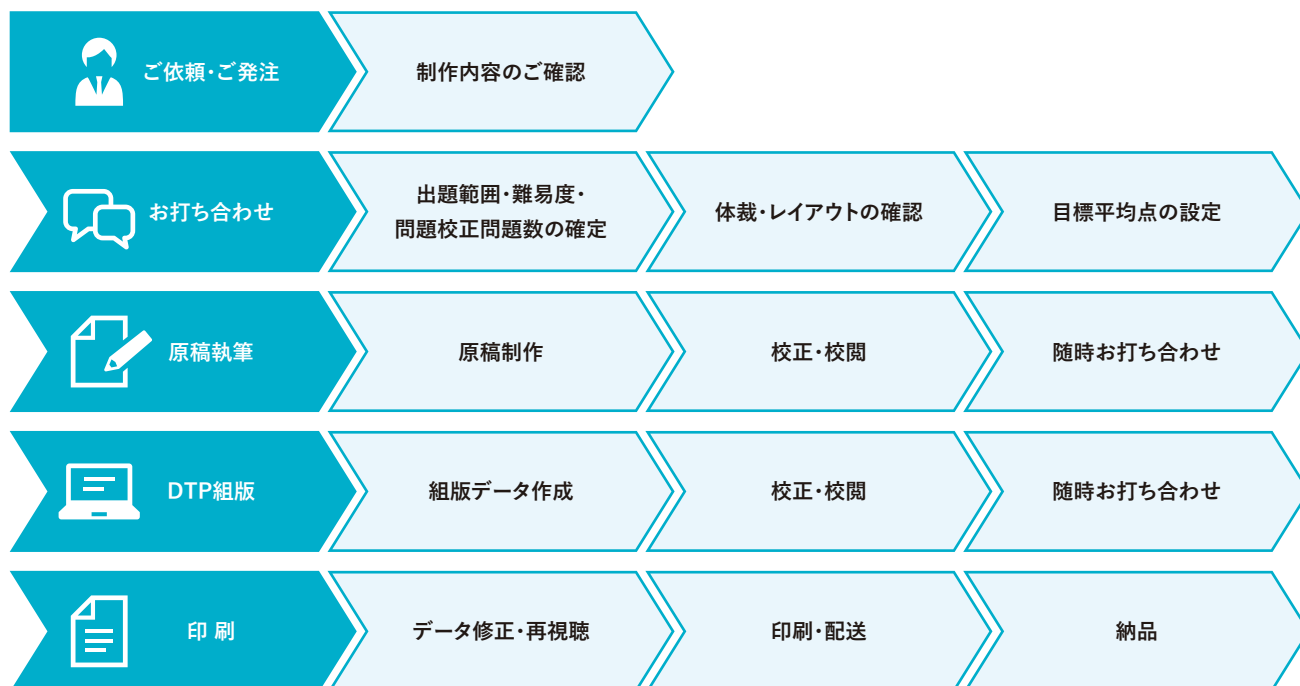 ご依頼・ご発注
制作内容のご確認
お打ち合わせ
出題範囲・難易度・
問題校正問題数の確定
体裁・レイアウトの確認
目標平均点の設定
原稿執筆
原稿制作
校正・校閲
随時お打ち合わせ
DTP組版
組版データ作成
校正・校閲
随時お打ち合わせ
印 刷
データ修正・再視聴
印刷・配送
納品